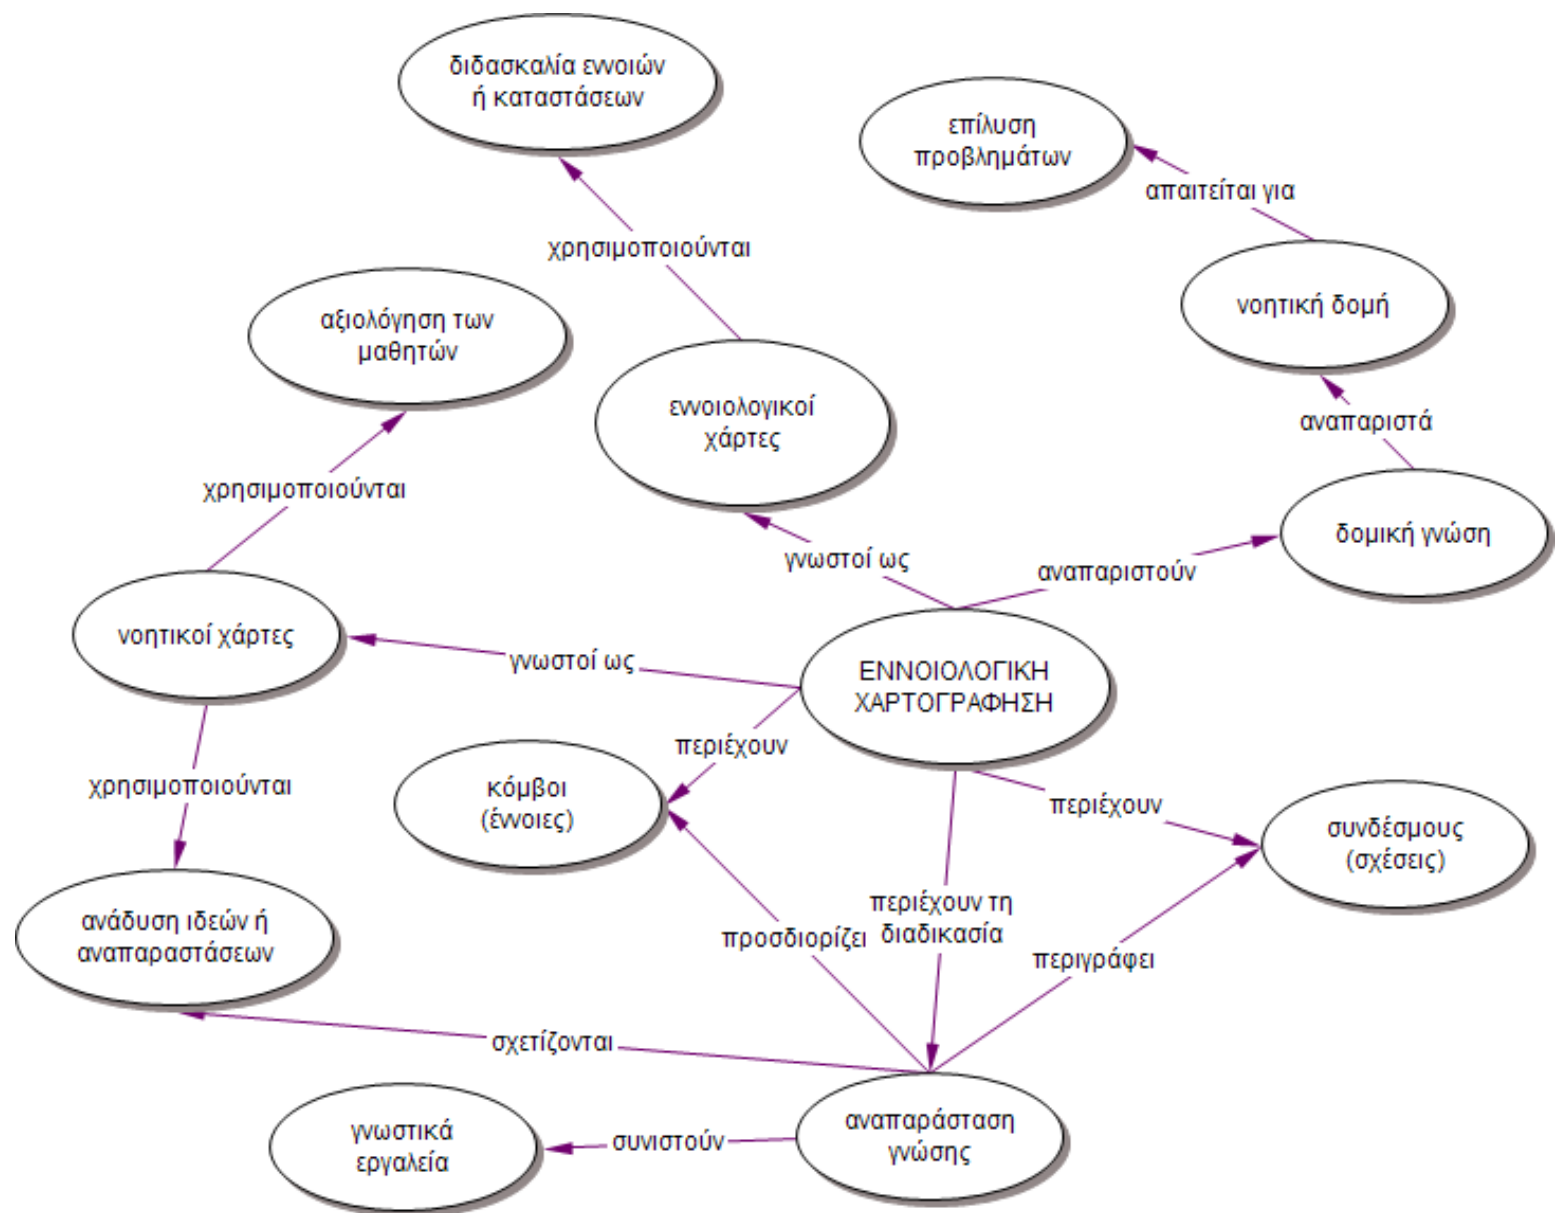 διδασκαλία εννοιών
ή καταστάσεων
επίλυση
προβλημάτων
απαιτείται για
χρησιμοποιούνται
νοητική δομή
αξιολόγηση των
μαθητών
εννοιολογικοί
χάρτες
αναπαριστά
χρησιμοποιούνται
δομική γνώση
γνωστοί ως
αναπαριστούν
νοητικοί χάρτες
γνωστοί ως
ΕΝΝΟΙΟΛΟΓΙΚΗ
ΧΑΡΤΟΓΡΑΦΗΣΗ
περιέχουν
χρησιμοποιούνται
κόμβοι
(έννοιες)
περιέχουν
συνδέσμους
(σχέσεις)
περιέχουν τη
διαδικασία
ανάδυση ιδεών ή
αναπαραστάσεων
προσδιορίζει
περιγράφει
σχετίζονται
αναπαράσταση
γνώσης
συνιστούν
γνωστικά
εργαλεία